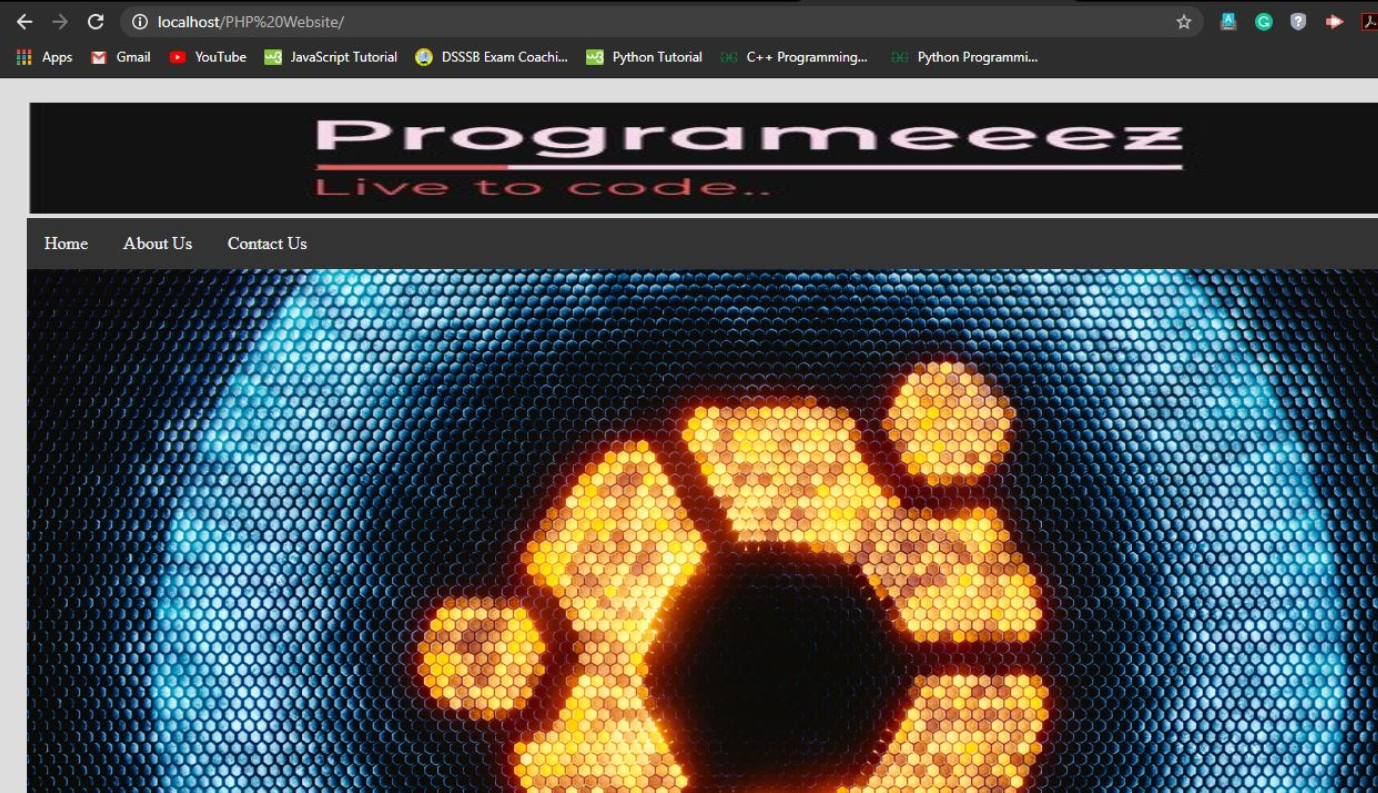 localhost/PHP%20Website/
Apps Gmail YouTube JavaScript Tutorial DSSSB Exam Coachi... Python Tutorial C++ Programming... Python Programmi...
Programeeez
Live to code..
Home About Us Contact Us